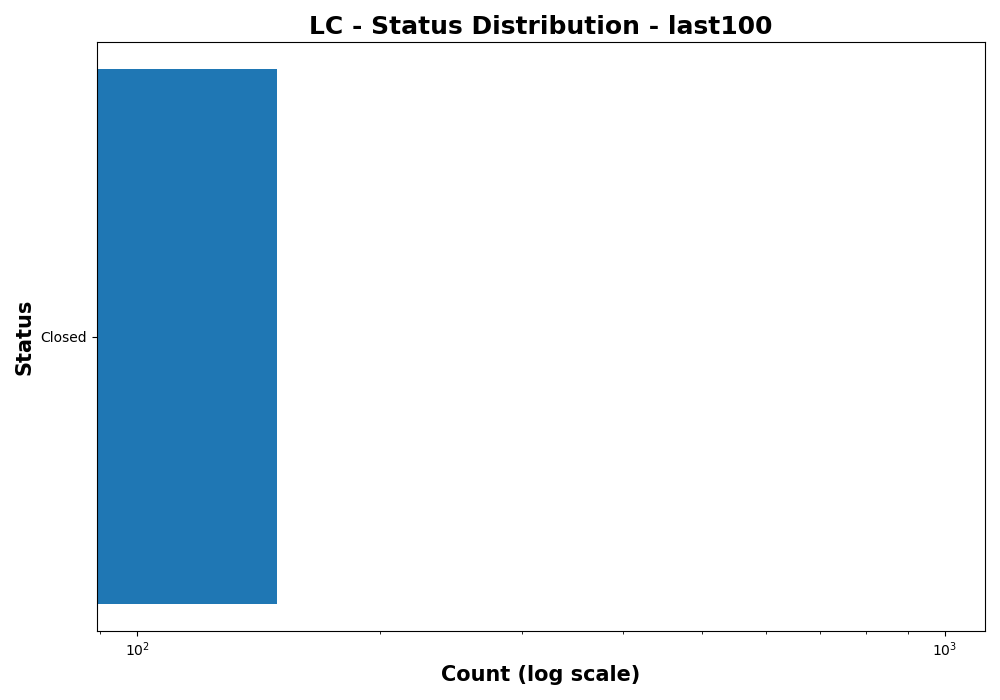 LC - Status Distribution - last100
Status
Closed
10² 10³
Count (log scale)